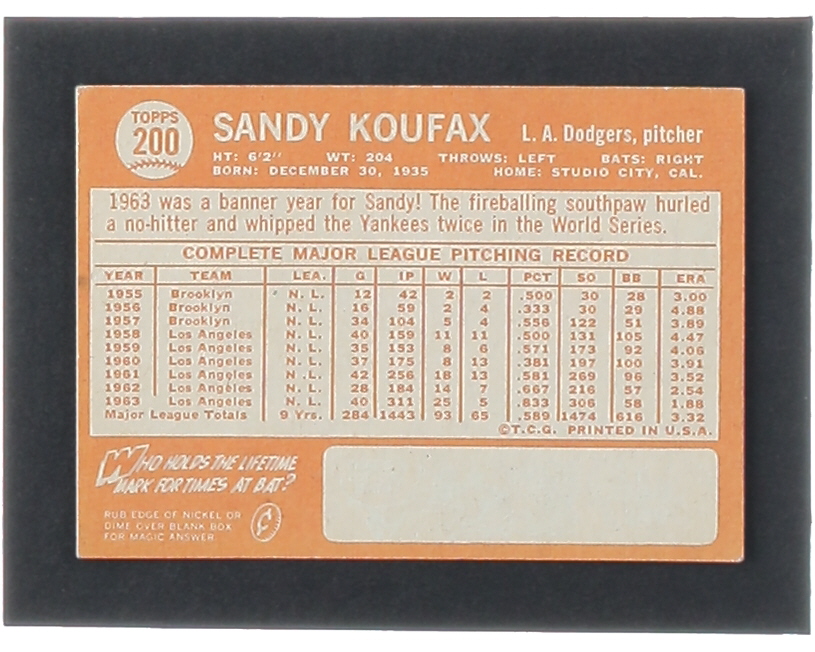 TOPPS
200
SANDY KOUFAX L. A. Dodgers, pitcher
HT: 6'2" WT: 204 THROWS: LEFT BATS: RIGHT
BORN: DECEMBER 30, 1935 HOME: STUDIO CITY, CAL.
1963 was a banner year for Sandy! The fireballing southpaw hurled
a no-hitter and whipped the Yankees twice in the World Series.
COMPLETE MAJOR LEAGUE PITCHING RECORD
YEAR TEAM LEA. G IP W L PCT SO BB ERA
1955 Brooklyn N. L. 12 42 2 2 .500 30 28 3.00
1956 Brooklyn N. L. 16 59 2 4 .333 30 29 4.88
1957 Brooklyn N. L. 34 104 5 4 .556 122 51 3.89
1958 Los Angeles N. L. 40 159 11 11 .500 131 105 4.47
1959 Los Angeles N. L. 35 153 8 6 .571 173 92 4.06
1960 Los Angeles N. L. 37 175 8 13 .381 197 100 3.91
1961 Los Angeles N. L. 42 256 18 13 .581 269 96 3.52
1962 Los Angeles N. L. 28 184 14 7 .667 216 57 2.54
1963 Los Angeles N. L. 40 311 25 5 .833 306 58 1.88
Major League Totals 9 Yrs. 284 1443 93 65 .589 1474 616 3.32
©T.C.G. PRINTED IN U.S.A.
WHO HOLDS THE LIFETIME
MARK FOR TIMES AT BAT?
RUB EDGE OF NICKEL OR
DIME OVER BLANK BOX
FOR MAGIC ANSWER